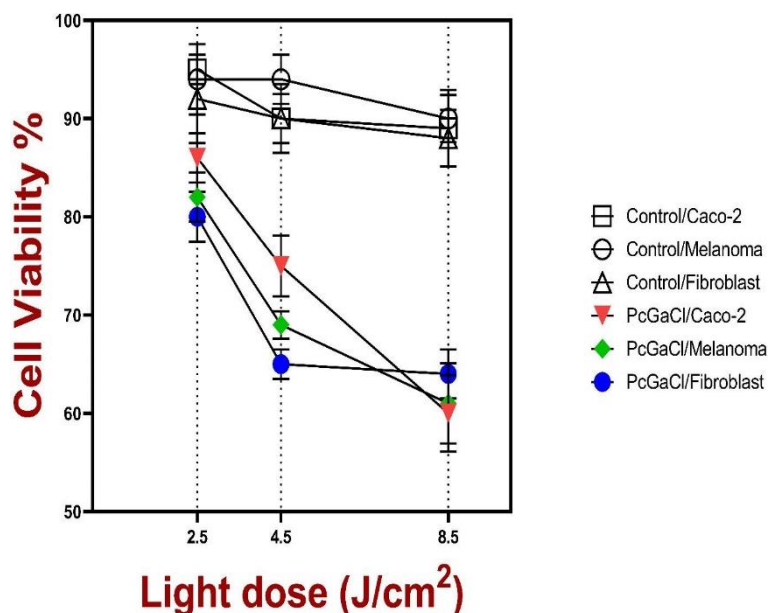 Cell Viability %
100
90
80
70
60
50
2.5
4.5
8.5
Light dose (J/cm²)
Control/Caco-2
Control/Melanoma
Control/Fibroblast
PcGaCl/Caco-2
PcGaCl/Melanoma
PcGaCl/Fibroblast